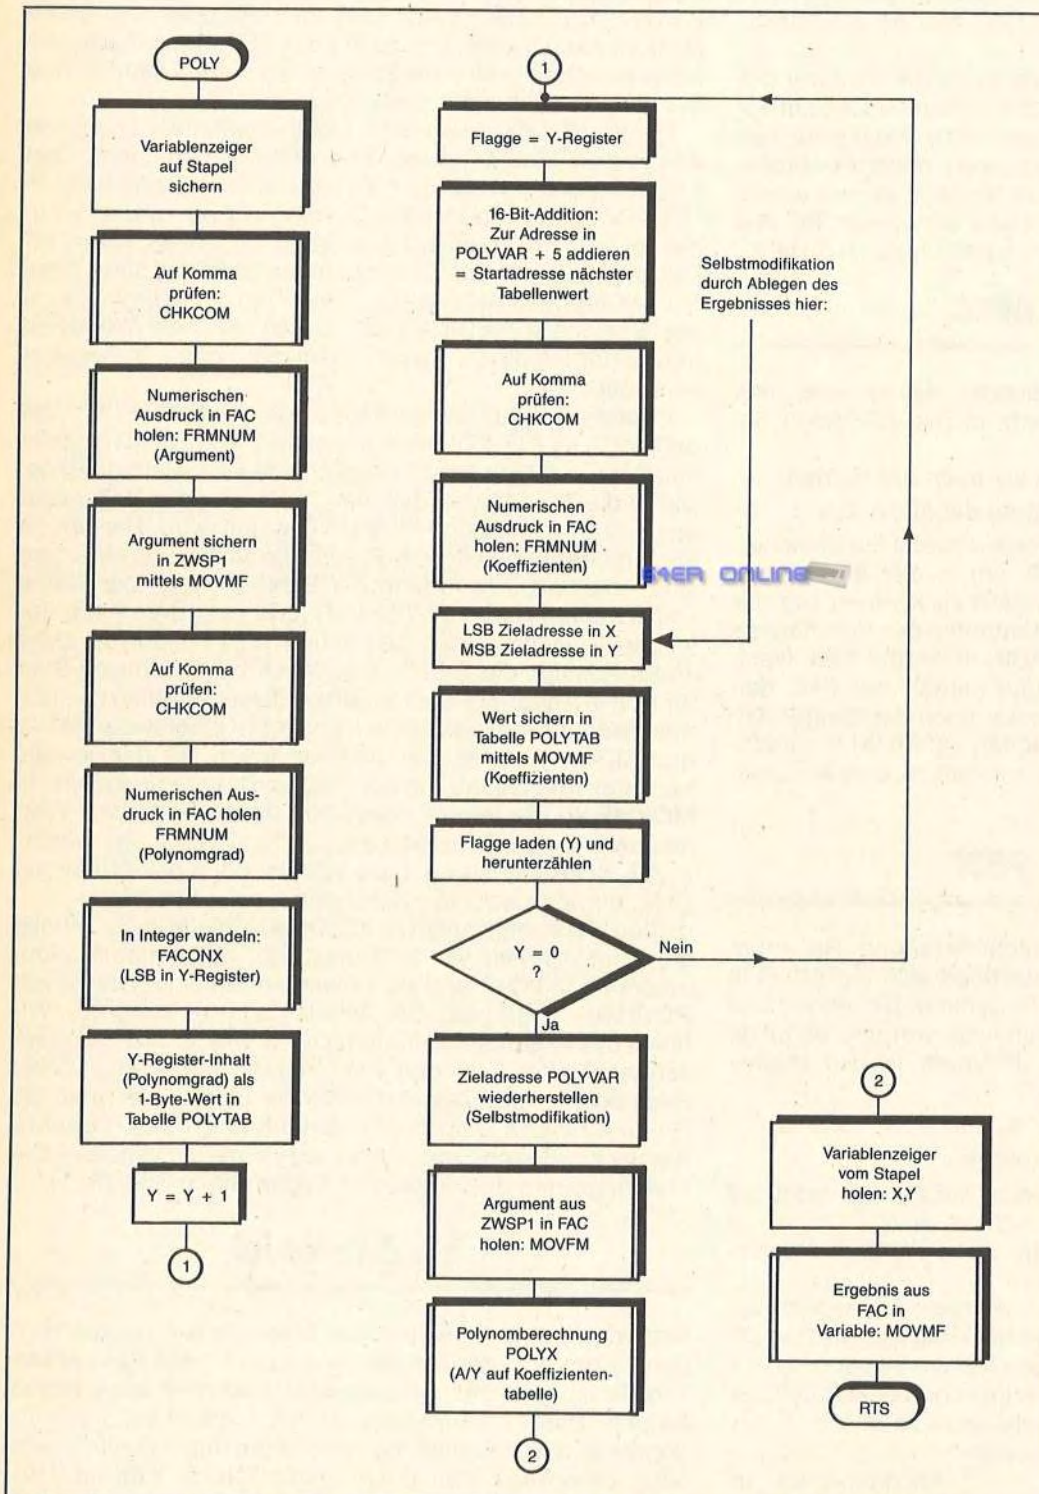 POLY
Variablenzeiger
auf Stapel
sichern
Auf Komma
prüfen:
CHKCOM
Numerischen
Ausdruck in FAC
holen: FRMNUM
(Argument)
Argument sichern
in ZWSP1
mittels MOVMF
Auf Komma
prüfen:
CHKCOM
Numerischen Aus-
druck in FAC holen
FRMNUM
(Polynomgrad)
In Integer wandeln:
FACONX
(LSB in Y-Register)
Y-Register-Inhalt
(Polynomgrad) als
1-Byte-Wert in
Tabelle POLYTAB
Y = Y + 1
1
1
Flagge = Y-Register
16-Bit-Addition:
Zur Adresse in
POLYVAR + 5 addieren
= Startadresse nächster
Tabellenwert
Auf Komma
prüfen:
CHKCOM
Numerischen
Ausdruck in FAC
holen: FRMNUM
(Koeffizienten)
LSB Zieladresse in X
MSB Zieladresse in Y
Wert sichern in
Tabelle POLYTAB
mittels MOVMF
(Koeffizienten)
Flagge laden (Y) und
herunterzählen
Y = 0
?
Nein
Ja
Zieladresse POLYVAR
wiederherstellen
(Selbstmodifikation)
Argument aus
ZWSP1 in FAC
holen: MOVFM
Polynomberechnung
POLYX
(A/Y auf Koeffizienten-
tabelle)
2
Selbstmodifikation
durch Ablegen des
Ergebnisses hier:
64ER ONLINE
2
Variablenzeiger
vom Stapel
holen: X,Y
Ergebnis aus
FAC in
Variable: MOVMF
RTS